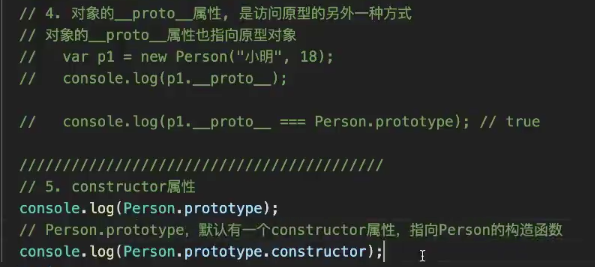 // 4. 对象的__proto__属性, 是访问原型的另外一种方式
// 对象的__proto__属性也指向原型对象
// var p1 = new Person("小明", 18);
// console.log(p1.__proto__);
// console.log(p1.__proto__ === Person.prototype); // true
//////////////////////////////////////////
// 5. constructor属性
console.log(Person.prototype);
// Person.prototype, 默认有一个constructor属性, 指向Person的构造函数
console.log(Person.prototype.constructor);